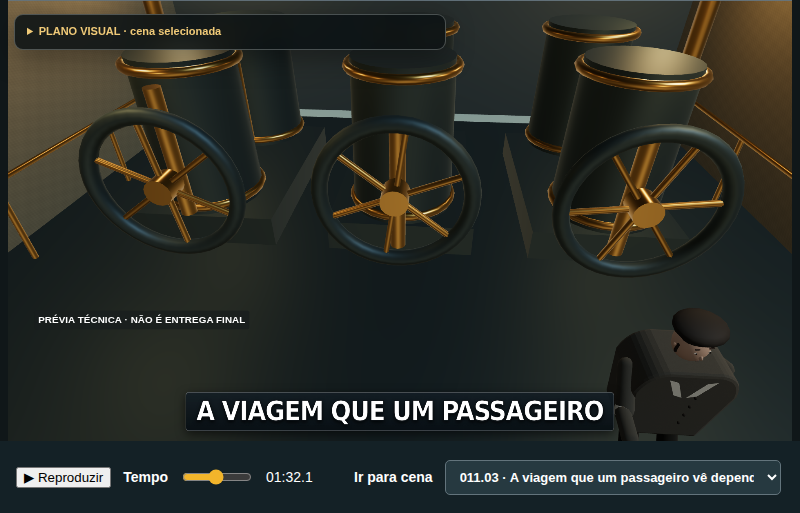 ▶ PLANO VISUAL · cena selecionada
PRÉVIA TÉCNICA · NÃO É ENTREGA FINAL
A VIAGEM QUE UM PASSAGEIRO
▶ Reproduzir
Tempo
01:32.1
Ir para cena
011.03 · A viagem que um passageiro vê depend